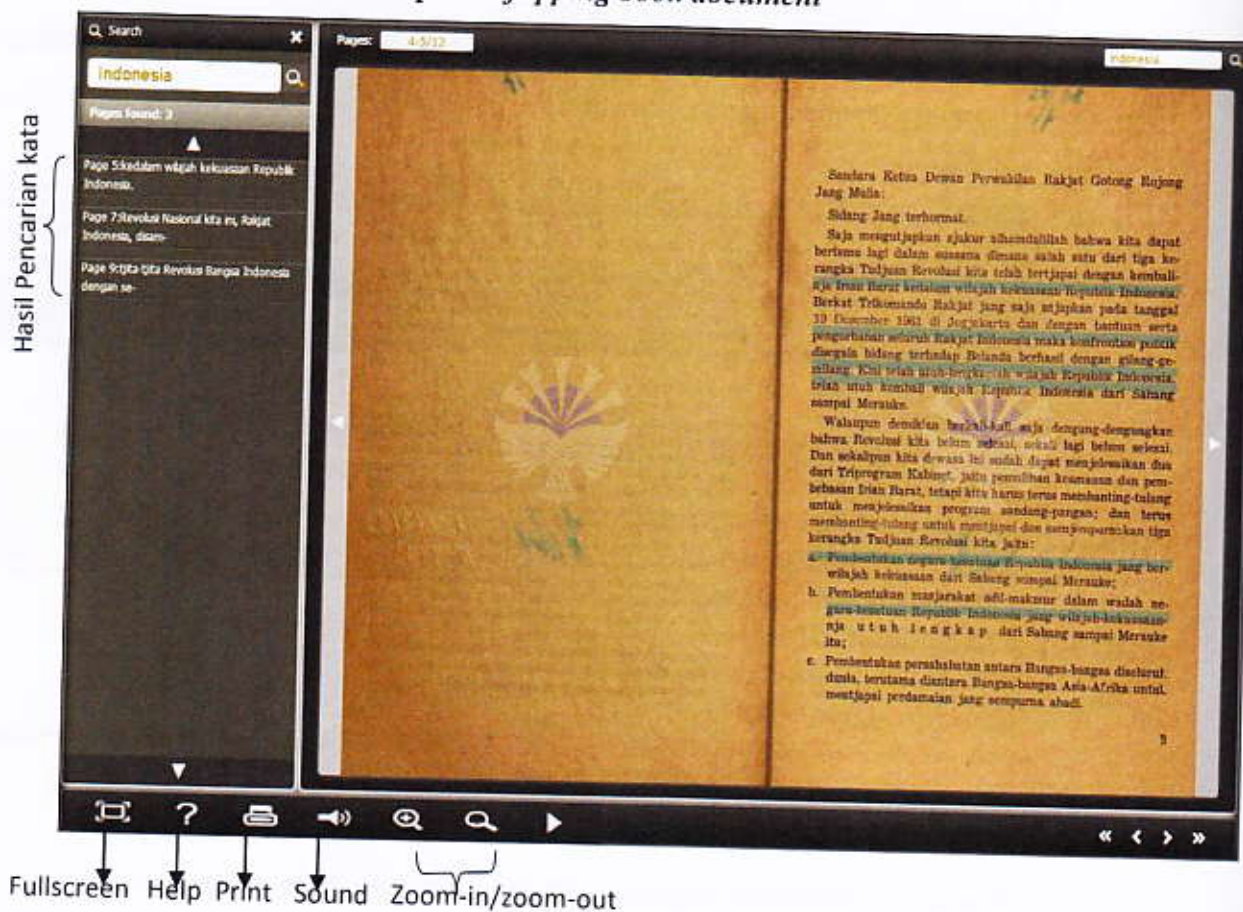 flipping book document
Search
Pages: 4-5/12
indonesia
indonesia
Pages found: 3
Page 5:kedalam wilajah kekuasaan Republik
Indonesia.
Page 7:Revolusi Nasional kita ini, Rakjat
Indonesia, disam-
Page 9:tjita-tjita Revolusi Bangsa Indonesia
dengan se-
Hasil Pencarian kata
Saudara Ketua Dewan Perwakilan Rakjat Gotong Rojong
Jang Mulia:
Sidang Jang terhormat.
Saja mengutjapkan sjukur alhamdulillah bahwa kita dapat
bertemu lagi dalam suasana dimana salah satu dari tiga ke-
rangka Tudjuan Revolusi kita telah tertjapai dengan kembali-
nja Irian Barat kedalam wilajah kekuasaan Republik Indonesia.
Berkat Trikomando Rakjat jang saja utjapkan pada tanggal
19 Desember 1961 di Jogjakarta dan dengan bantuan serta
pengorbanan seluruh Rakjat Indonesia maka konfrontasi politik
disegala bidang terhadap Belanda berhasil dengan gilang-ge-
milang. Kini telah utuh-lengkaplah wilajah Republik Indonesia,
telah utuh kembali wilajah Republik Indonesia dari Sabang
sampai Merauke.
Walaupun demikian berkali-kali saja dengung-dengungkan
bahwa Revolusi kita belum selesai, sekali lagi belum selesai.
Dan sekalipun kita dewasa ini sudah dapat menjelesaikan dua
dari Triprogram Kabinet, jaitu pemulihan keamanan dan pem-
bebasan Irian Barat, tetapi kita harus terus membanting-tulang
untuk menjelesaikan program sandang-pangan; dan terus
membanting-tulang untuk mentjapai dan menjempurnakan tiga
kerangka Tudjuan Revolusi kita jaitu:
a. Pembentukan negara kesatuan Republik Indonesia jang ber-
wilajah kekuasaan dari Sabang sampai Merauke;
b. Pembentukan masjarakat adil-makmur dalam wadah ne-
gara-kesatuan Republik Indonesia jang wilajah-kekuasaan-
nja utuh lengkap dari Sabang sampai Merauke
itu;
c. Pembentukan persahabatan antara Bangsa-bangsa diseluruh
dunia, terutama diantara Bangsa-bangsa Asia-Afrika untuk
mentjapai perdamaian jang sempurna abadi.
5
Fullscreen Help Print Sound Zoom-in/zoom-out